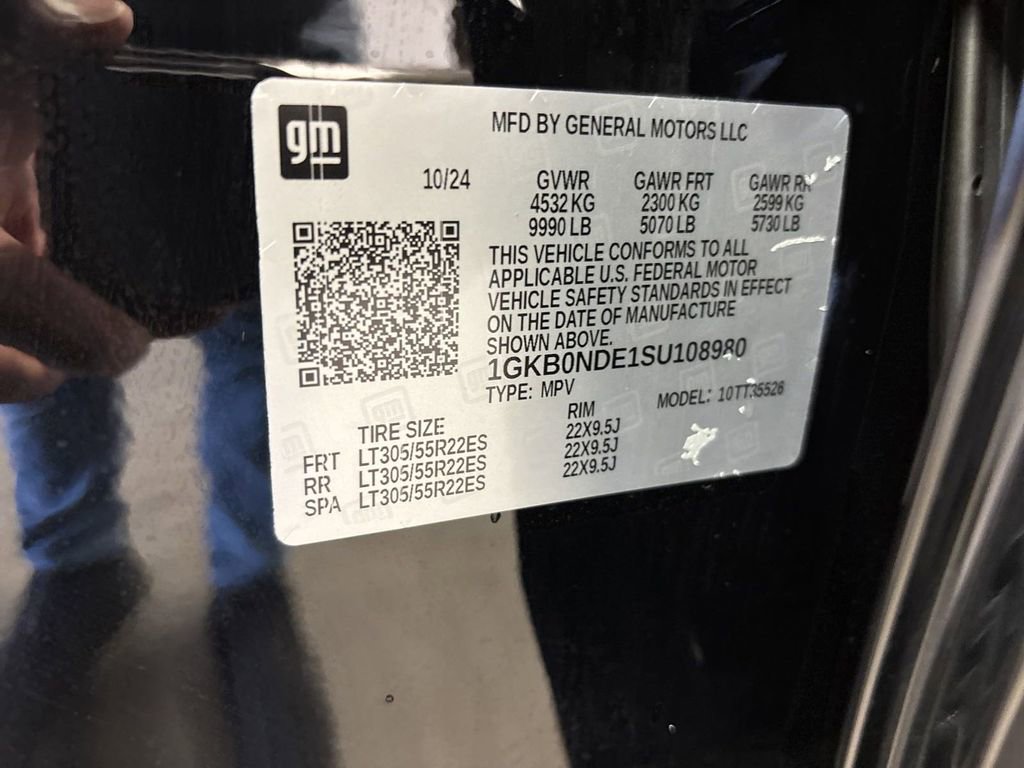 gm
MFD BY GENERAL MOTORS LLC
10/24
GVWR GAWR FRT GAWR RR
4532 KG 2300 KG 2599 KG
9990 LB 5070 LB 5730 LB
THIS VEHICLE CONFORMS TO ALL
APPLICABLE U.S. FEDERAL MOTOR
VEHICLE SAFETY STANDARDS IN EFFECT
ON THE DATE OF MANUFACTURE
SHOWN ABOVE.
1GKB0NDE1SU108980
TYPE: MPV MODEL: 10TT35526
TIRE SIZE RIM
FRT LT305/55R22ES 22X9.5J
RR LT305/55R22ES 22X9.5J
SPA LT305/55R22ES 22X9.5J